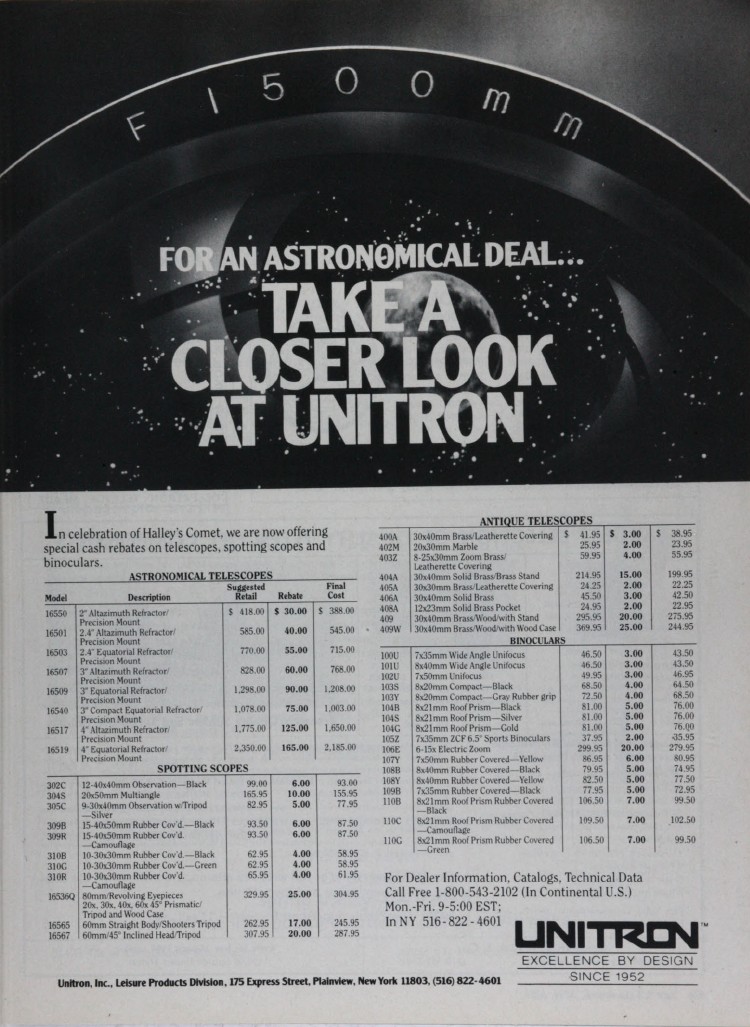 F 1500mm
FOR AN ASTRONOMICAL DEAL...
TAKE A
CLOSER LOOK
AT UNITRON
In celebration of Halley's Comet, we are now offering
special cash rebates on telescopes, spotting scopes and
binoculars.
ASTRONOMICAL TELESCOPES
Model Description Suggested Retail Rebate Final Cost
16550 2" Altazimuth Refractor/ $ 418.00 $ 30.00 $ 388.00
Precision Mount
16501 2.4" Altazimuth Refractor/ 585.00 40.00 545.00
Precision Mount
16503 2.4" Equatorial Refractor/ 770.00 55.00 715.00
Precision Mount
16507 3" Altazimuth Refractor/ 828.00 60.00 768.00
Precision Mount
16509 3" Equatorial Refractor/ 1,298.00 90.00 1,208.00
Precision Mount
16540 3" Compact Equatorial Refractor/ 1,078.00 75.00 1,003.00
Precision Mount
16517 4" Altazimuth Refractor/ 1,775.00 125.00 1,650.00
Precision Mount
16519 4" Equatorial Refractor/ 2,350.00 165.00 2,185.00
Precision Mount
SPOTTING SCOPES
302C 12-40x40mm Observation—Black 99.00 6.00 93.00
304S 20x50mm Multiangle 165.95 10.00 155.95
305C 9-30x40mm Observation w/Tripod 82.95 5.00 77.95
—Silver
309B 15-40x50mm Rubber Cov'd.—Black 93.50 6.00 87.50
309R 15-40x50mm Rubber Cov'd. 93.50 6.00 87.50
—Camouflage
310B 10-30x30mm Rubber Cov'd.—Black 62.95 4.00 58.95
310G 10-30x30mm Rubber Cov'd.—Green 62.95 4.00 58.95
310R 10-30x30mm Rubber Cov'd. 65.95 4.00 61.95
—Camouflage
16536Q 80mm/Revolving Eyepieces 329.95 25.00 304.95
20x, 30x, 40x, 60x 45° Prismatic/
Tripod and Wood Case
16565 60mm Straight Body/Shooters Tripod 262.95 17.00 245.95
16567 60mm/45° Inclined Head/Tripod 307.95 20.00 287.95
ANTIQUE TELESCOPES
400A 30x40mm Brass/Leatherette Covering $ 41.95 $ 3.00 $ 38.95
402M 20x30mm Marble 25.95 2.00 23.95
403Z 8-25x30mm Zoom Brass/ 59.95 4.00 55.95
Leatherette Covering
404A 30x40mm Solid Brass/Brass Stand 214.95 15.00 199.95
405A 30x30mm Brass/Leatherette Covering 24.25 2.00 22.25
406A 30x40mm Solid Brass 45.50 3.00 42.50
408A 12x23mm Solid Brass Pocket 24.95 2.00 22.95
409 30x40mm Brass/Wood/with Stand 295.95 20.00 275.95
409W 30x40mm Brass/Wood/with Wood Case 369.95 25.00 244.95
BINOCULARS
100U 7x35mm Wide Angle Unifocus 46.50 3.00 43.50
101U 8x40mm Wide Angle Unifocus 46.50 3.00 43.50
102U 7x50mm Unifocus 49.95 3.00 46.95
103S 8x20mm Compact—Black 68.50 4.00 64.50
103Y 8x20mm Compact—Gray Rubber grip 72.50 4.00 68.50
104B 8x21mm Roof Prism—Black 81.00 5.00 76.00
104S 8x21mm Roof Prism—Silver 81.00 5.00 76.00
104G 8x21mm Roof Prism—Gold 81.00 5.00 76.00
105Z 7x35mm ZCF 6.5° Sports Binoculars 37.95 2.00 35.95
106E 6-15x Electric Zoom 299.95 20.00 279.95
107Y 7x50mm Rubber Covered—Yellow 86.95 6.00 80.95
108B 8x40mm Rubber Covered—Black 79.95 5.00 74.95
108Y 8x40mm Rubber Covered—Yellow 82.50 5.00 77.50
109B 7x35mm Rubber Covered—Black 77.95 5.00 72.95
110B 8x21mm Roof Prism Rubber Covered 106.50 7.00 99.50
—Black
110C 8x21mm Roof Prism Rubber Covered 109.50 7.00 102.50
—Camouflage
110G 8x21mm Roof Prism Rubber Covered 106.50 7.00 99.50
—Green
For Dealer Information, Catalogs, Technical Data
Call Free 1-800-543-2102 (In Continental U.S.)
Mon.-Fri. 9-5:00 EST;
In NY 516-822-4601
UNITRON™
EXCELLENCE BY DESIGN
SINCE 1952
Unitron, Inc., Leisure Products Division, 175 Express Street, Plainview, New York 11803, (516) 822-4601